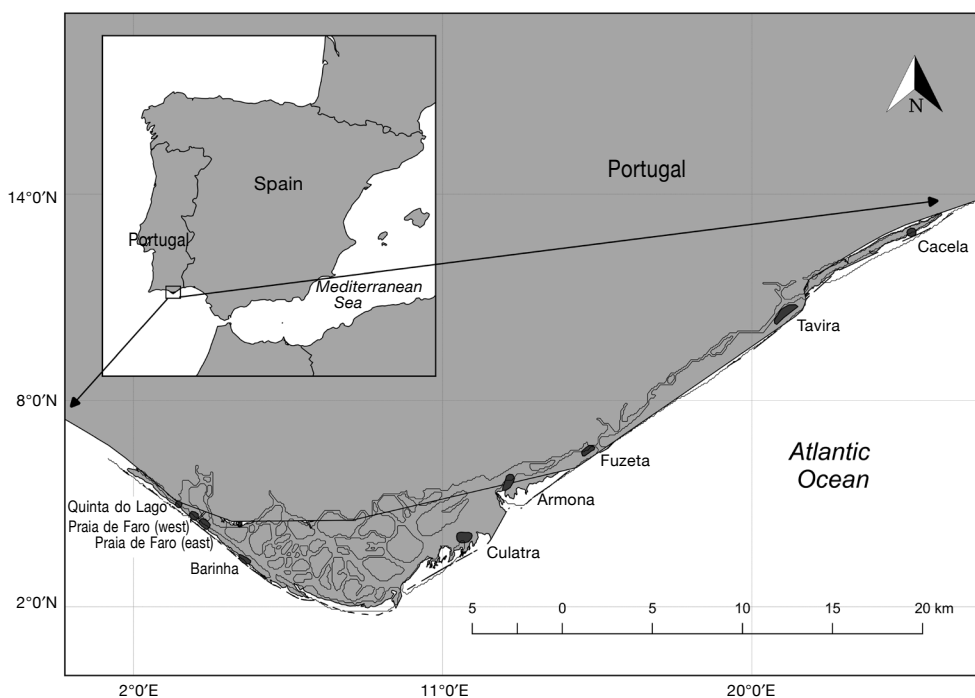 Spain
Portugal
Mediterranean
Sea
Portugal
N
14°0′N
8°0′N
2°0′N
Cacela
Tavira
Fuzeta
Armona
Culatra
Atlantic
Ocean
Quinta do Lago
Praia de Faro (west)
Praia de Faro (east)
Barinha
5 0 5 10 15 20 km
2°0′E 11°0′E 20°0′E